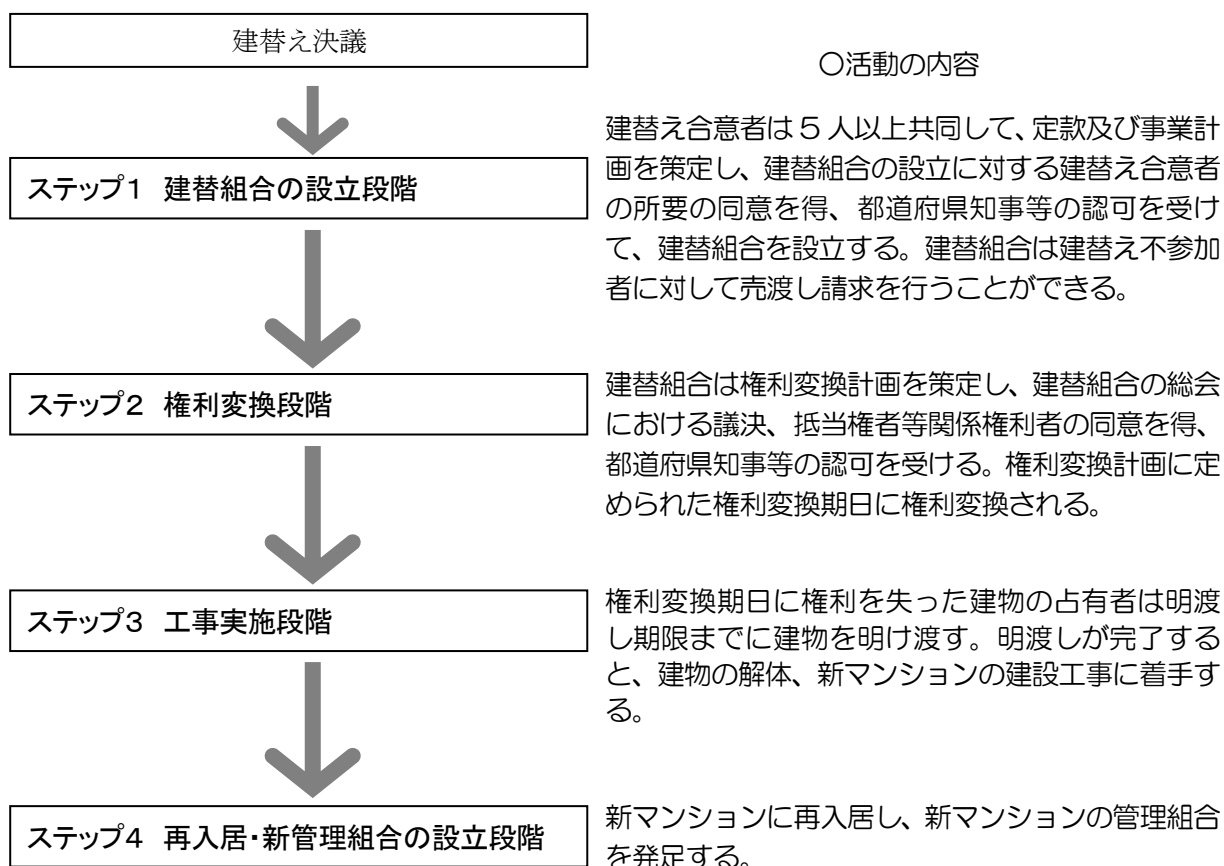 建替え決議
○活動の内容
建替え合意者は5人以上共同して、定款及び事業計
画を策定し、建替組合の設立に対する建替え合意者
の所要の同意を得、都道府県知事等の認可を受け
て、建替組合を設立する。建替組合は建替え不参加
者に対して売渡し請求を行うことができる。
ステップ1 建替組合の設立段階
建替組合は権利変換計画を策定し、建替組合の総会
における議決、抵当権者等関係権利者の同意を得、
都道府県知事等の認可を受ける。権利変換計画に定
められた権利変換期日に権利変換される。
ステップ2 権利変換段階
権利変換期日に権利を失った建物の占有者は明渡
し期限までに建物を明け渡す。明渡しが完了する
と、建物の解体、新マンションの建設工事に着手す
る。
ステップ3 工事実施段階
新マンションに再入居し、新マンションの管理組合
を発足する。
ステップ4 再入居・新管理組合の設立段階